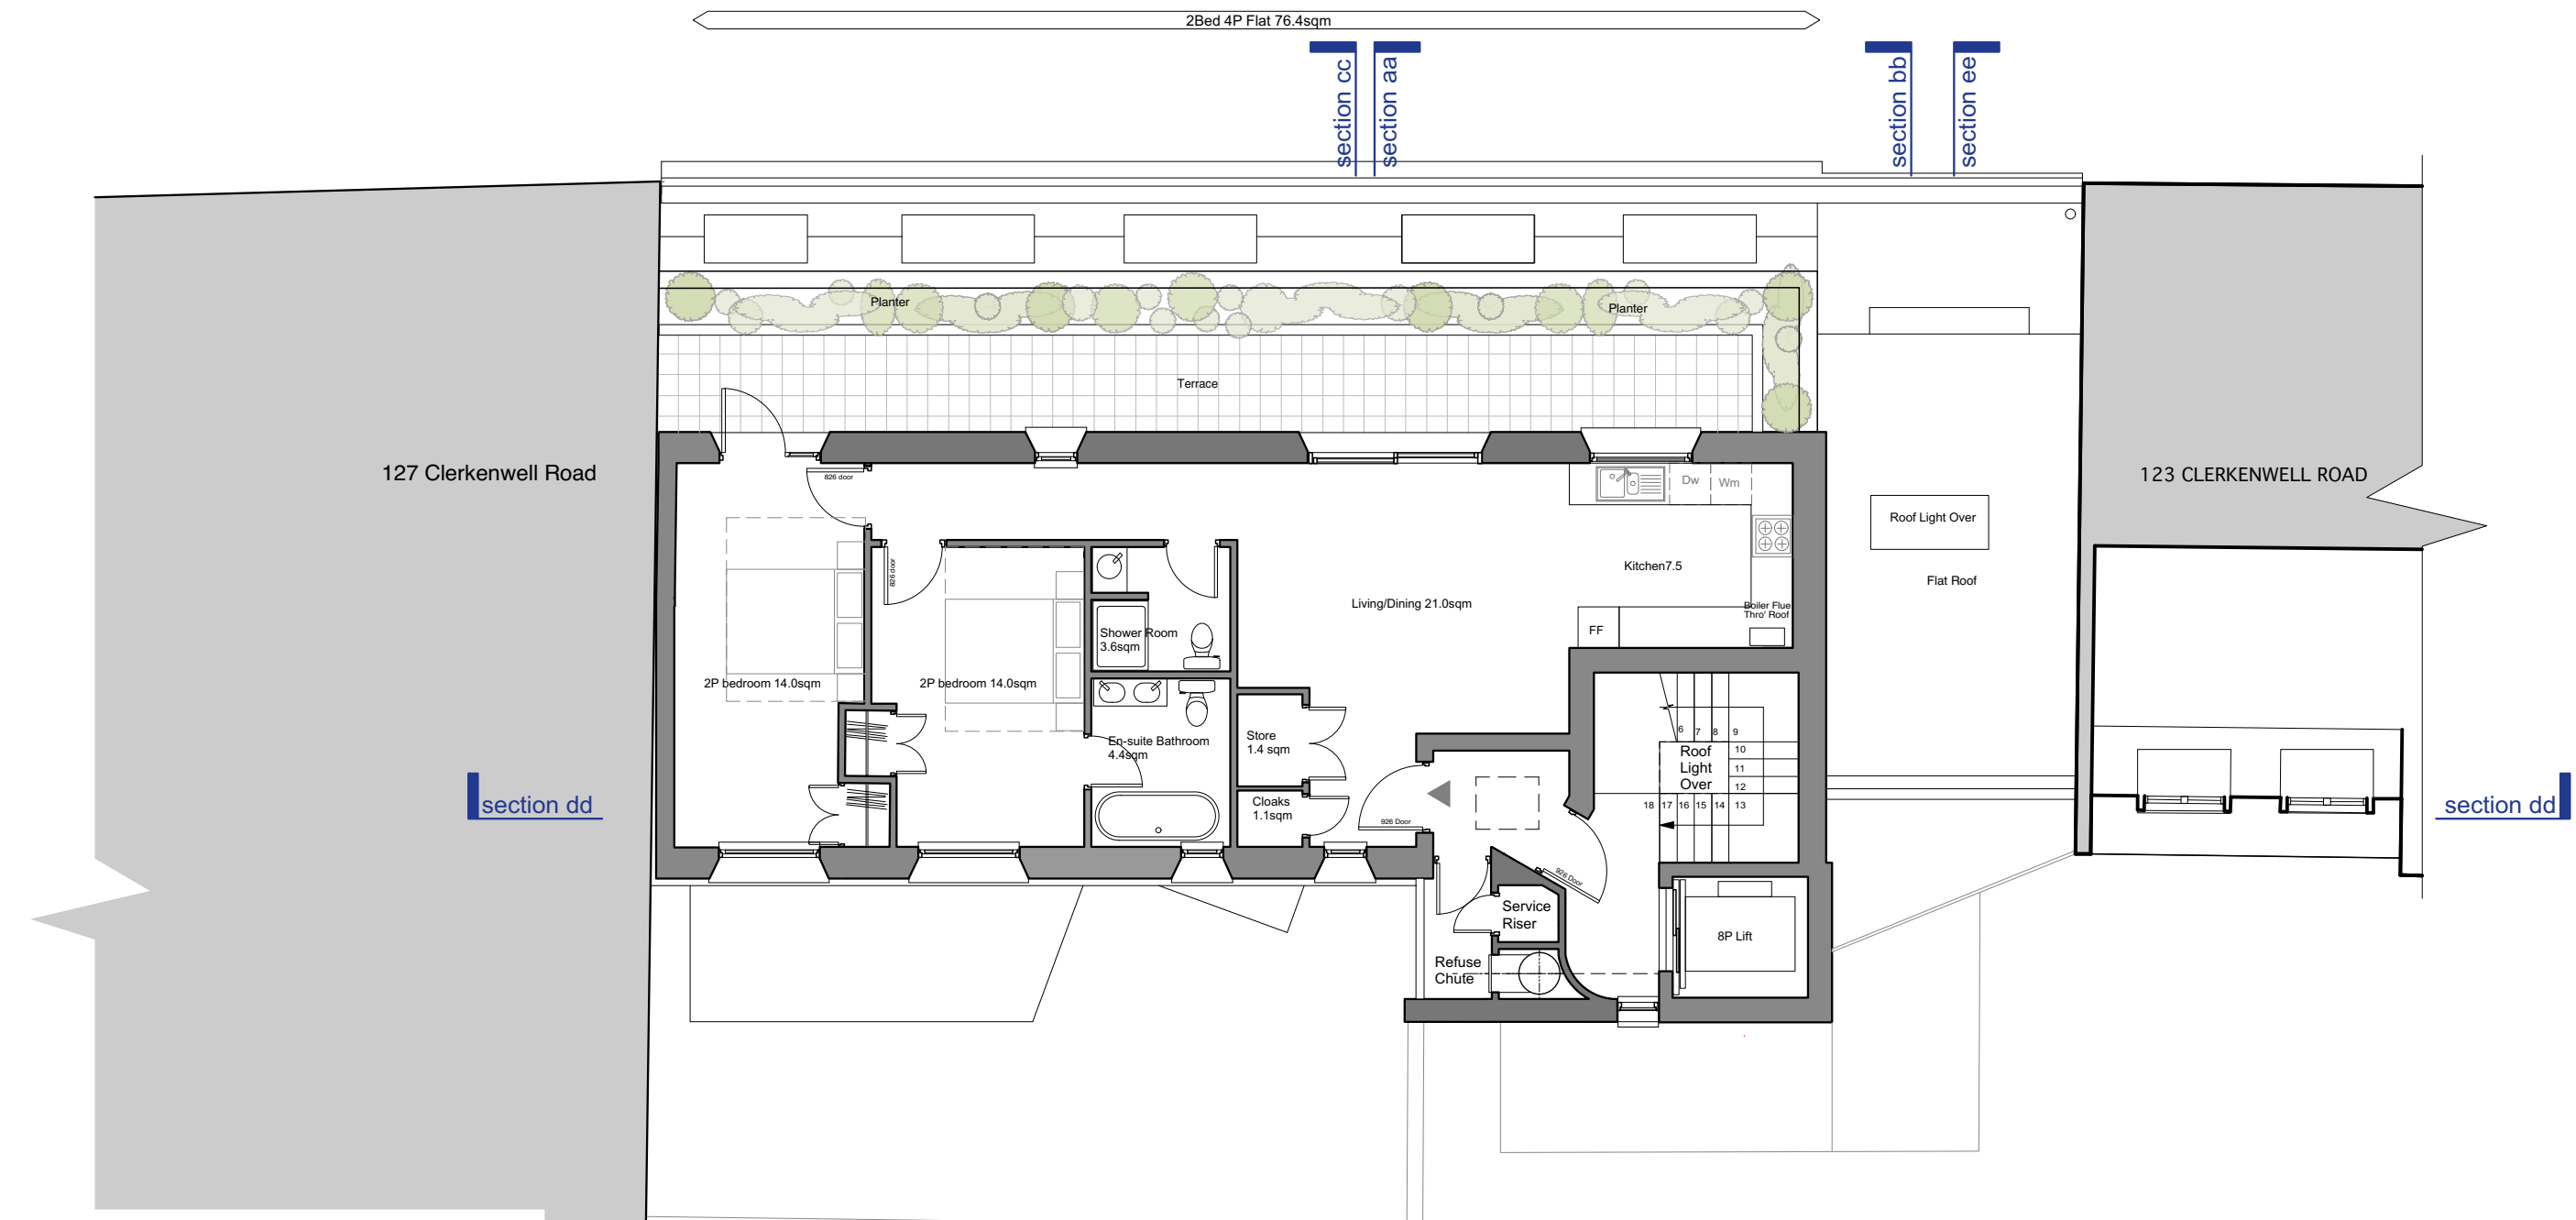 2Bed 4P Flat 76.4sqm
section cc
section aa
section bb
section ee
Planter
Planter
Terrace
127 Clerkenwell Road
123 CLERKENWELL ROAD
826 door
Dw
Wm
Roof Light Over
826 door
Kitchen7.5
Flat Roof
Living/Dining 21.0sqm
Boiler Flue
Thro' Roof
FF
Shower Room
3.6sqm
2P bedroom 14.0sqm
2P bedroom 14.0sqm
En-suite Bathroom
4.4sqm
Store
1.4 sqm
6
7
8
9
10
11
12
13
14
15
16
17
18
Roof
Light
Over
Cloaks
1.1sqm
926 Door
section dd
section dd
926 Door
Service
Riser
8P Lift
Refuse
Chute